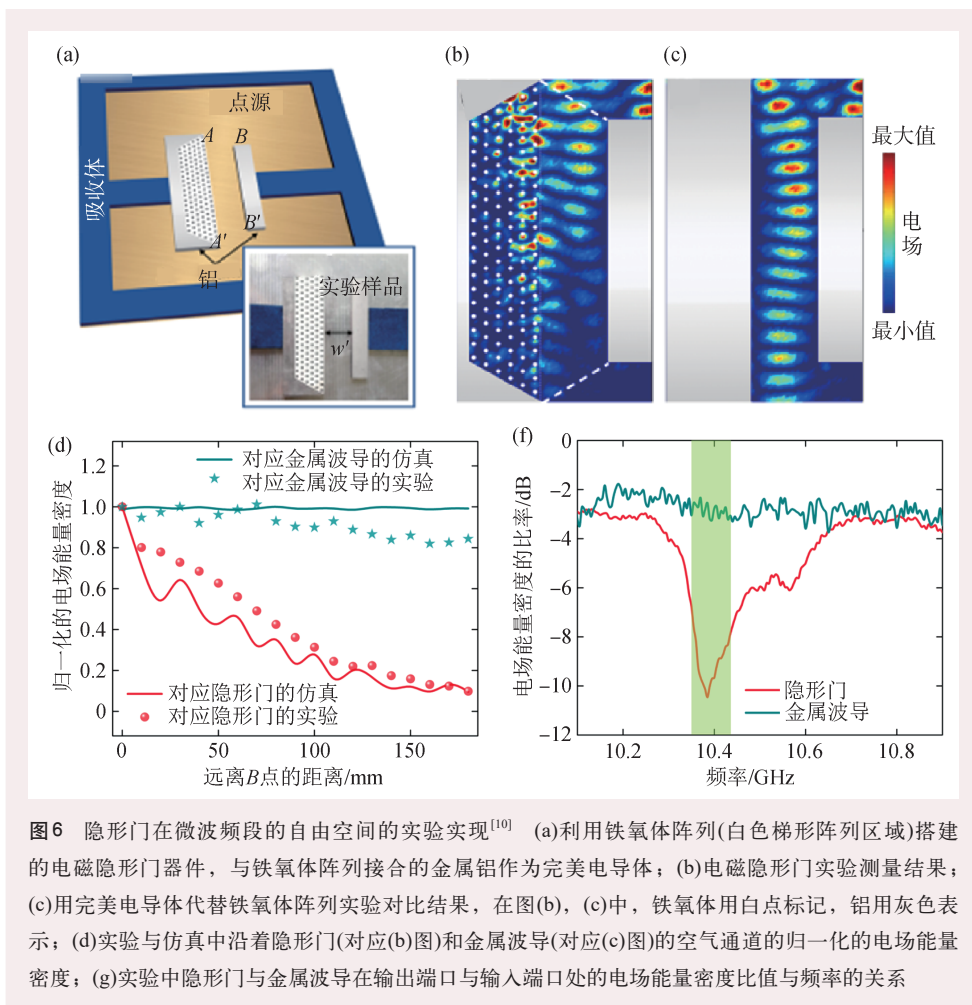 (a)
(b)
(c)
点源
A
B
吸收体
A'
B'
铝
实验样品
w'
最大值
电场
最小值
(d)
1.2
1.0
0.8
0.6
0.4
0.2
0
归一化的电场能量密度
对应金属波导的仿真
对应金属波导的实验
对应隐形门的仿真
对应隐形门的实验
0
50
100
150
远离B点的距离/mm
(f)
0
−2
−4
−6
−8
−10
−12
电场能量密度的比率/dB
隐形门
金属波导
10.2
10.4
10.6
10.8
频率/GHz
图6 隐形门在微波频段的自由空间的实验实现[10] (a)利用铁氧体阵列(白色梯形阵列区域)搭建
的电磁隐形门器件，与铁氧体阵列接合的金属铝作为完美电导体；(b)电磁隐形门实验测量结果；
(c)用完美电导体代替铁氧体阵列实验对比结果，在图(b)，(c)中，铁氧体用白点标记，铝用灰色表
示；(d)实验与仿真中沿着隐形门(对应(b)图)和金属波导(对应(c)图)的空气通道的归一化的电场能量
密度；(g)实验中隐形门与金属波导在输出端口与输入端口处的电场能量密度比值与频率的关系